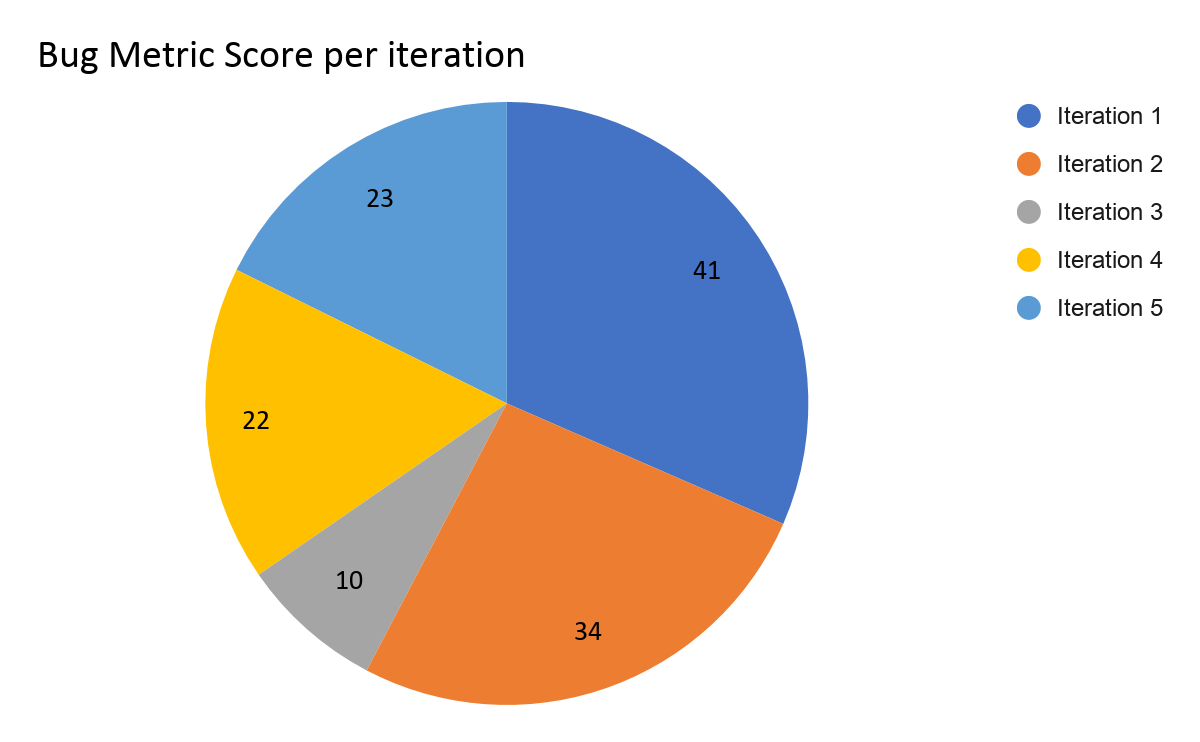 Bug Metric Score per iteration
Iteration 1
Iteration 2
Iteration 3
Iteration 4
Iteration 5
23
41
22
10
34